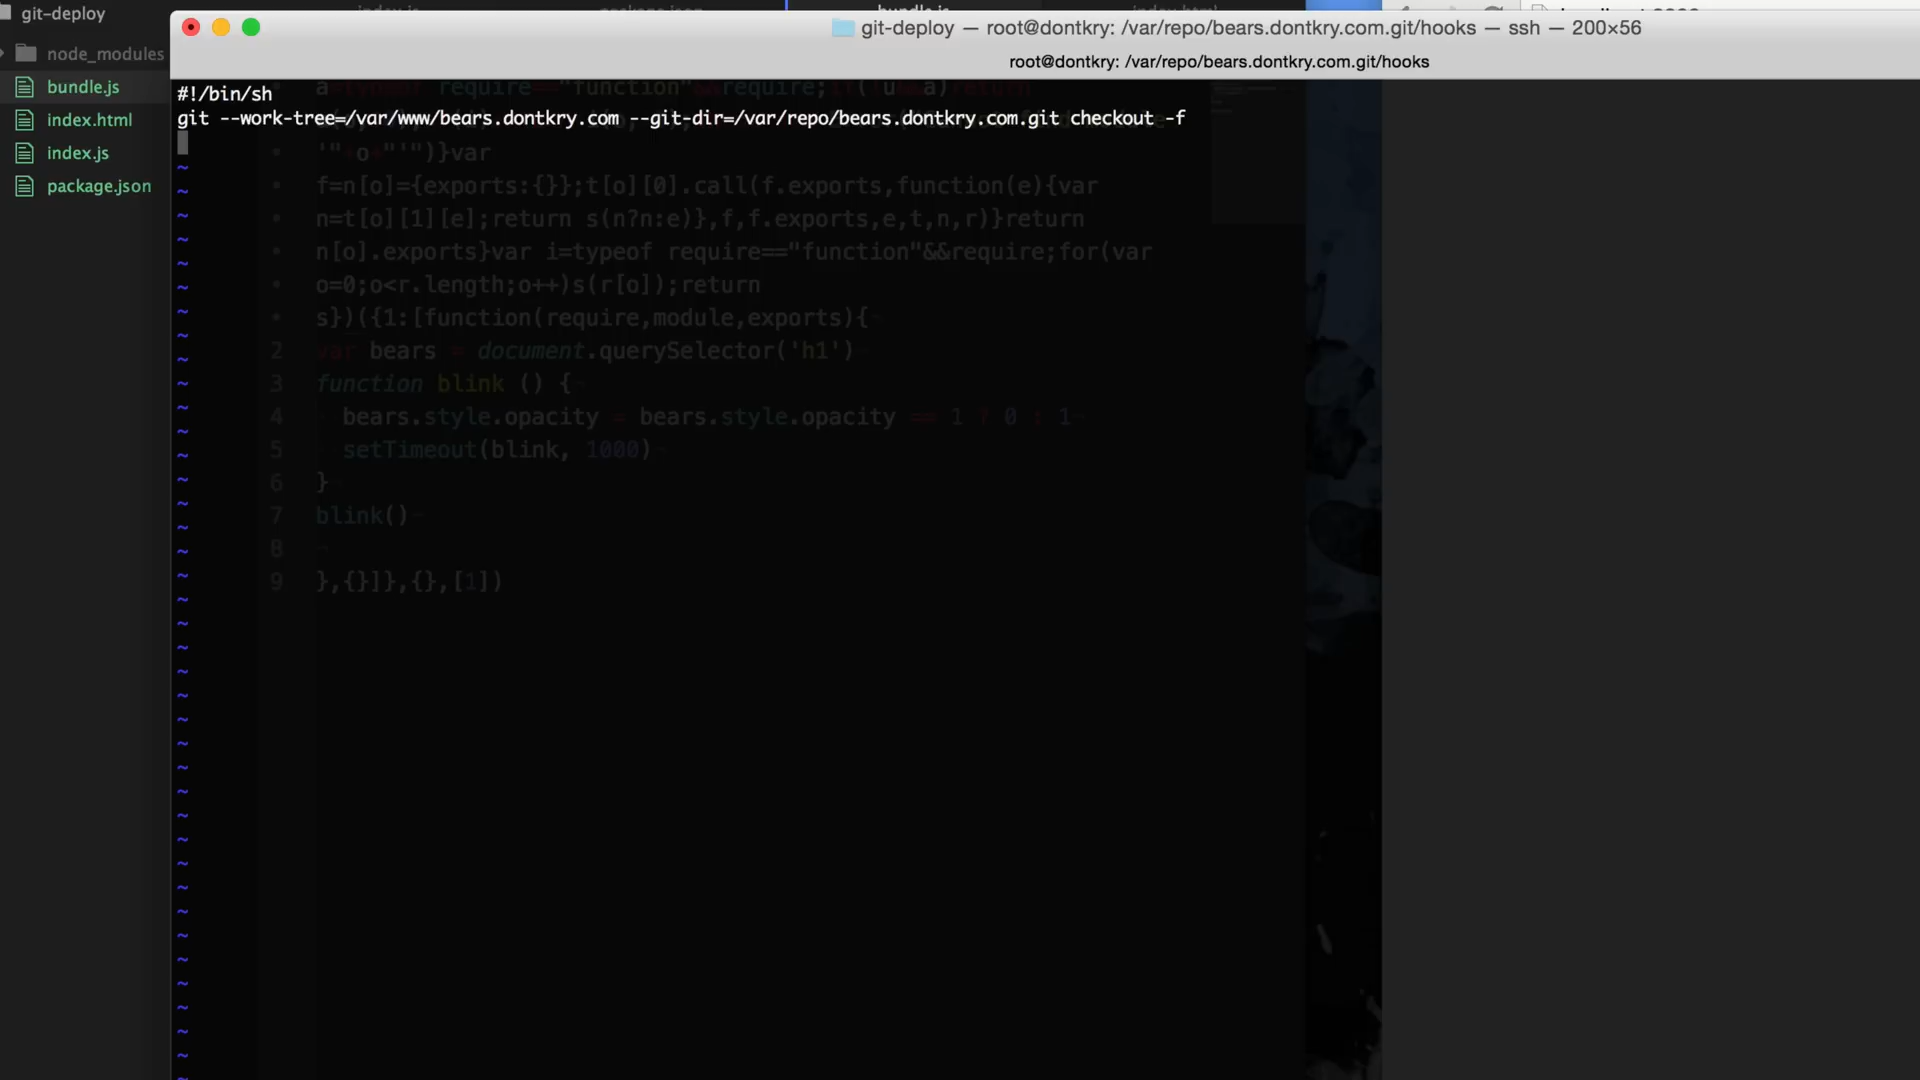 git-deploy
node_modules
bundle.js
index.html
index.js
package.json
git-deploy — root@dontkry: /var/repo/bears.dontkry.com.git/hooks — ssh — 200×56
root@dontkry: /var/repo/bears.dontkry.com.git/hooks
#!/bin/sh
git --work-tree=/var/www/bears.dontkry.com --git-dir=/var/repo/bears.dontkry.com.git checkout -f
'"+o+"'")}var
f=n[o]={exports:{}};t[o][0].call(f.exports,function(e){var
n=t[o][1][e];return s(n?n:e)},f,f.exports,e,t,n,r)}return
n[o].exports}var i=typeof require=="function"&&require;for(var
o=0;o<r.length;o++)s(r[o]);return
s})({1:[function(require,module,exports){
2 var bears = document.querySelector('h1')
3 function blink () {
4 bears.style.opacity = bears.style.opacity == 1 ? 0 : 1
5 setTimeout(blink, 1000)
6 }
7 blink()
8
9 },{}]},{},[1])